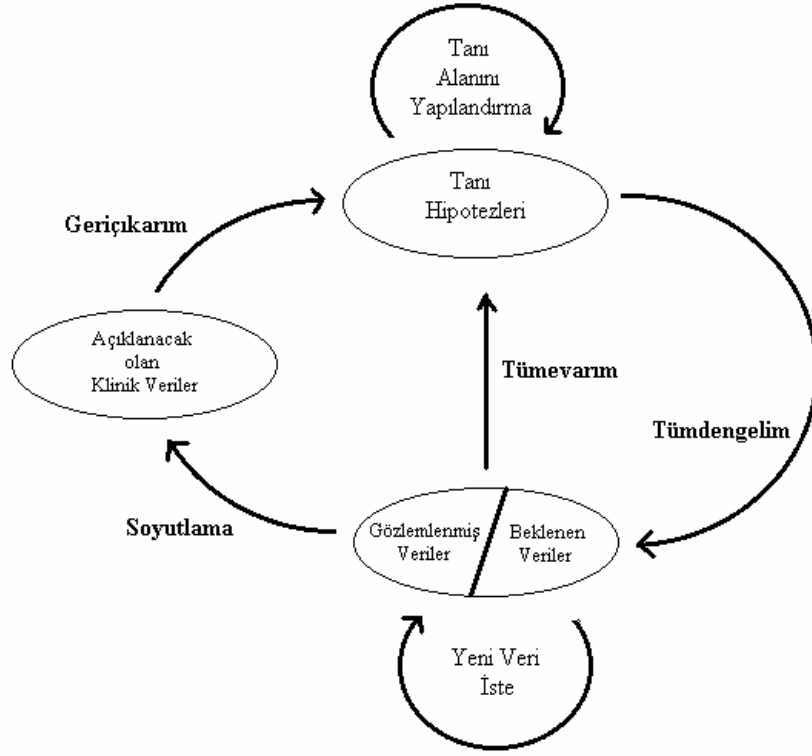 Tanı
Alanını
Yapılandırma
Tanı
Hipotezleri
Geriçıkarım
Açıklanacak
olan
Klinik Veriler
Tümevarım
Tümdengelim
Soyutlama
Gözlemlenmiş
Veriler
Beklenen
Veriler
Yeni Veri
İste